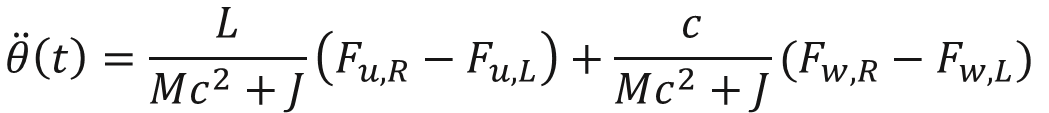 θ̈(t) = L/(Mc² + J) (F_{u,R} − F_{u,L}) + c/(Mc² + J) (F_{w,R} − F_{w,L})